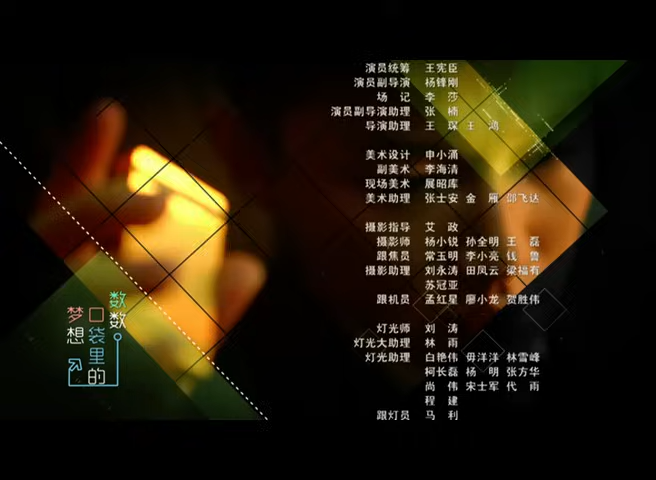 演员统筹 王宪臣
演员副导演 杨锋刚
场记 李莎
演员副导演助理 张楠
导演助理 王琛 王鸿
美术设计 申小涌
副美术 李海清
现场美术 展昭库
美术助理 张士安 金雁 邵飞达
摄影指导 艾政
摄影师 杨小锐 孙全明 王磊
跟焦员 常玉明 李小亮 钱鲁
摄影助理 刘永涛 田凤云 梁福有
苏冠亚
跟机员 孟红星 廖小龙 贺胜伟
灯光师 刘涛
灯光大助理 林雨
灯光助理 白艳伟 毋洋洋 林雪峰
柯长磊 杨明 张方华
尚伟 宋士军 代雨
程建
跟灯员 马利
数数
口袋里的
梦想